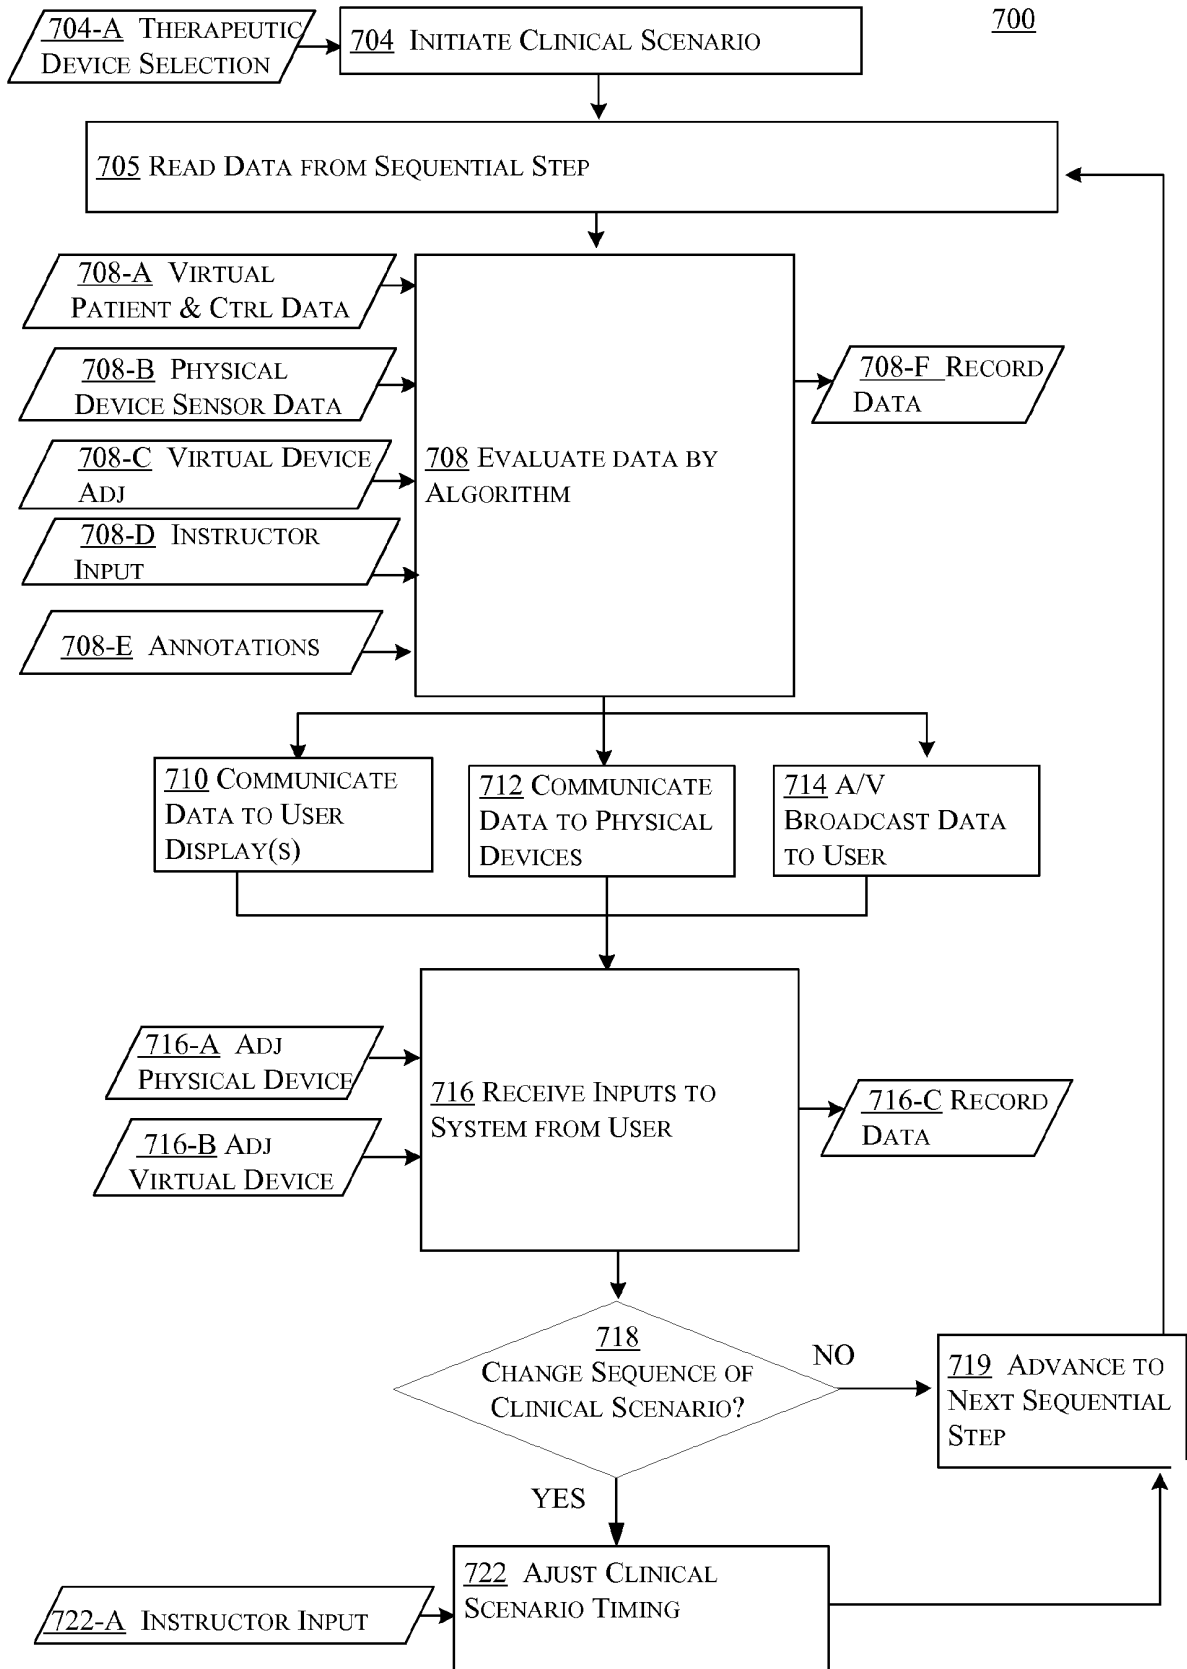 700
704-A THERAPEUTIC
DEVICE SELECTION
704 INITIATE CLINICAL SCENARIO
705 READ DATA FROM SEQUENTIAL STEP
708-A VIRTUAL
PATIENT & CTRL DATA
708-B PHYSICAL
DEVICE SENSOR DATA
708-C VIRTUAL DEVICE
ADJ
708-D INSTRUCTOR
INPUT
708-E ANNOTATIONS
708 EVALUATE DATA BY
ALGORITHM
708-F RECORD
DATA
710 COMMUNICATE
DATA TO USER
DISPLAY(S)
712 COMMUNICATE
DATA TO PHYSICAL
DEVICES
714 A/V
BROADCAST DATA
TO USER
716-A ADJ
PHYSICAL DEVICE
716-B ADJ
VIRTUAL DEVICE
716 RECEIVE INPUTS TO
SYSTEM FROM USER
716-C RECORD
DATA
718
CHANGE SEQUENCE OF
CLINICAL SCENARIO?
NO
719 ADVANCE TO
NEXT SEQUENTIAL
STEP
YES
722 AJUST CLINICAL
SCENARIO TIMING
722-A INSTRUCTOR INPUT